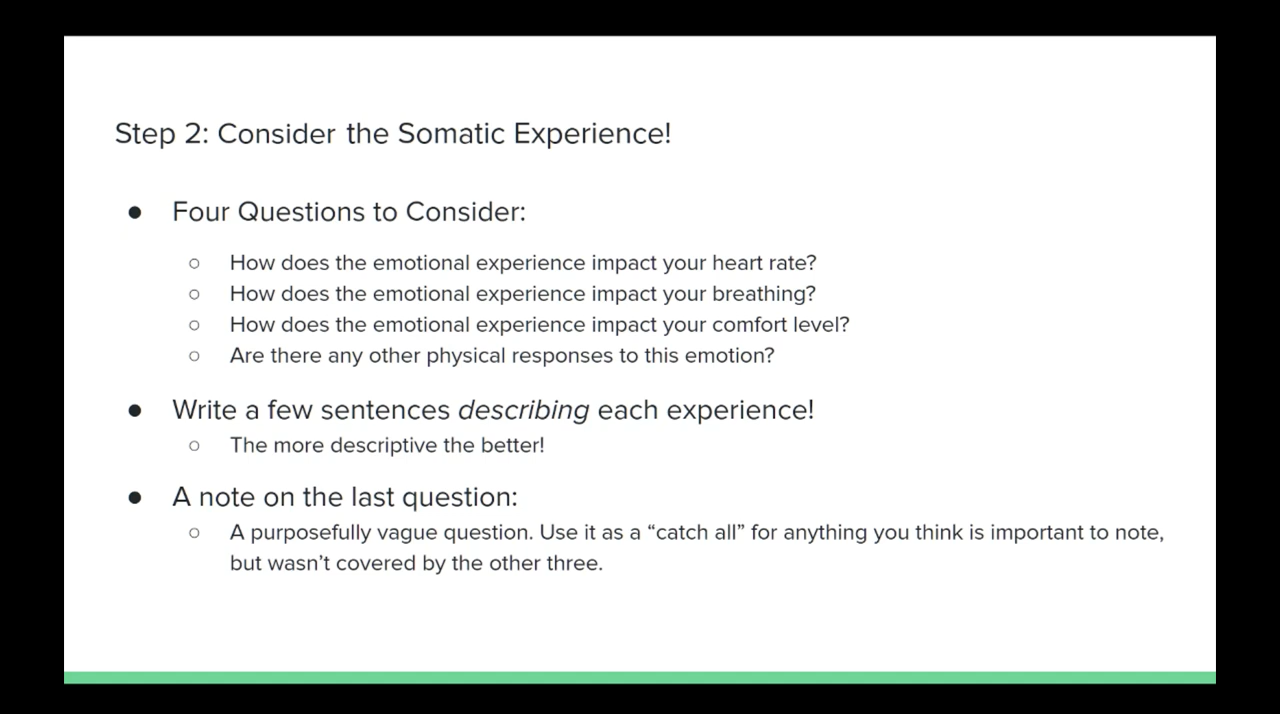 Step 2: Consider the Somatic Experience!
● Four Questions to Consider:
○ How does the emotional experience impact your heart rate?
○ How does the emotional experience impact your breathing?
○ How does the emotional experience impact your comfort level?
○ Are there any other physical responses to this emotion?
● Write a few sentences describing each experience!
○ The more descriptive the better!
● A note on the last question:
○ A purposefully vague question. Use it as a “catch all” for anything you think is important to note,
but wasn’t covered by the other three.